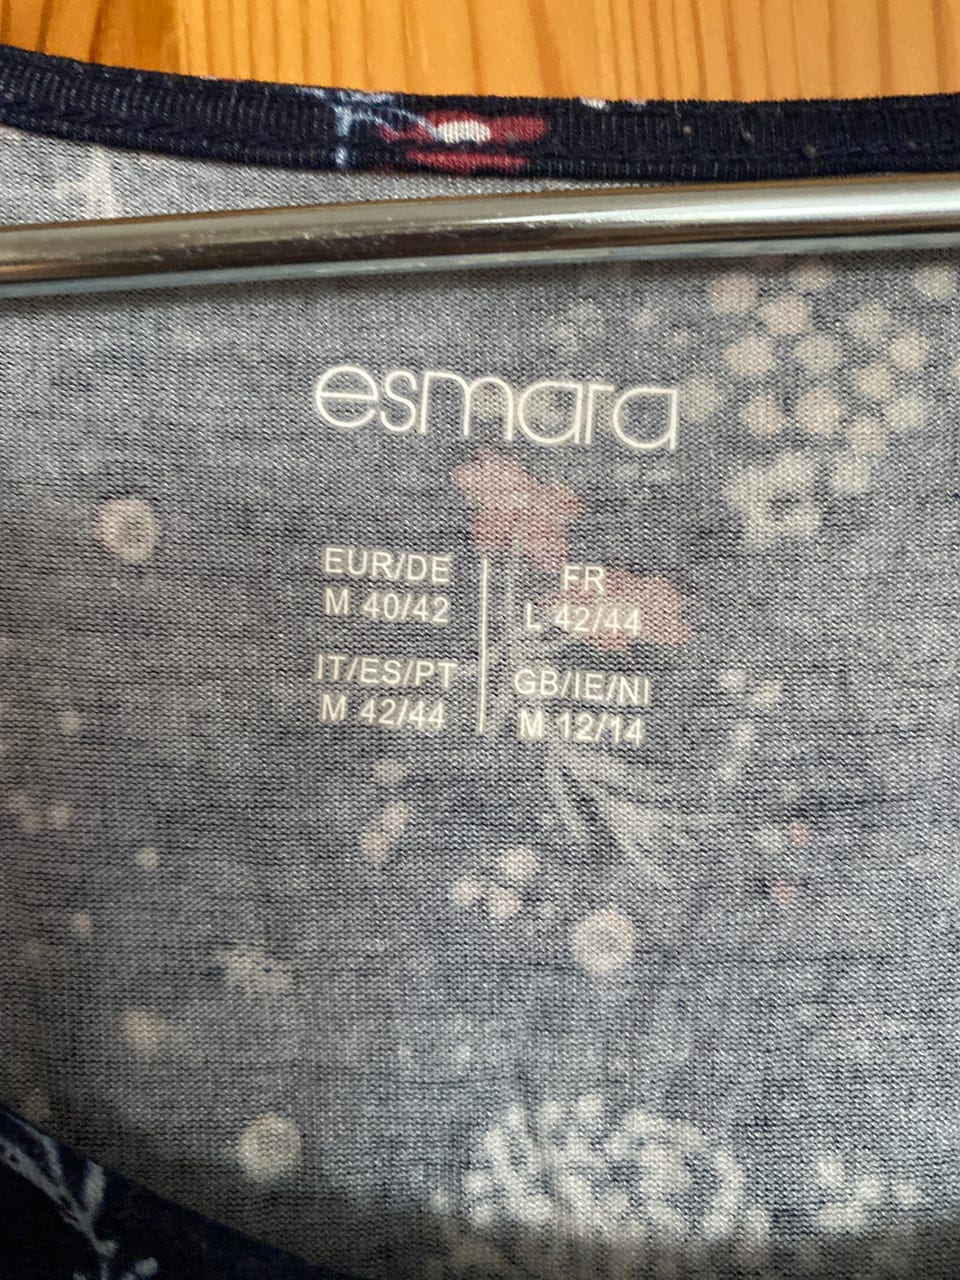 esmara
EUR/DE
M 40/42
FR
L 42/44
IT/ES/PT
M 42/44
GB/IE/NI
M 12/14